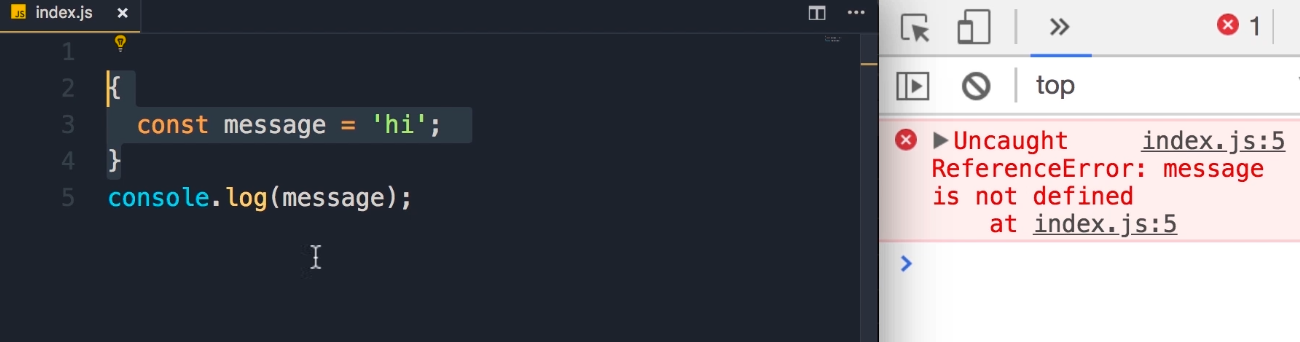 JS index.js ×
1
2 {
3 const message = 'hi';
4 }
5 console.log(message);
1
top
Uncaught index.js:5
ReferenceError: message
is not defined
at index.js:5